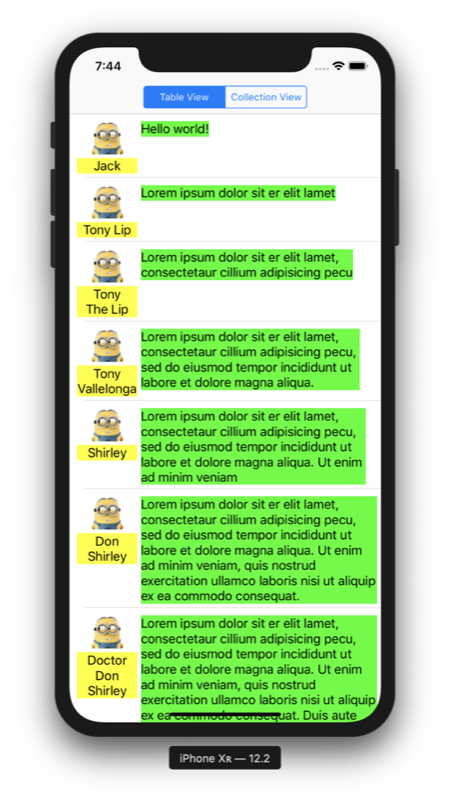 7:44
Table View Collection View
Hello world!
Jack
Lorem ipsum dolor sit er elit lamet
Tony Lip
Lorem ipsum dolor sit er elit lamet,
consectetaur cillium adipisicing pecu
Tony
The Lip
Lorem ipsum dolor sit er elit lamet,
consectetaur cillium adipisicing pecu,
sed do eiusmod tempor incididunt ut
labore et dolore magna aliqua.
Tony
Vallelonga
Lorem ipsum dolor sit er elit lamet,
consectetaur cillium adipisicing pecu,
sed do eiusmod tempor incididunt ut
labore et dolore magna aliqua. Ut enim
ad minim veniam
Shirley
Lorem ipsum dolor sit er elit lamet,
consectetaur cillium adipisicing pecu,
sed do eiusmod tempor incididunt ut
labore et dolore magna aliqua. Ut enim
ad minim veniam, quis nostrud
exercitation ullamco laboris nisi ut aliquip
ex ea commodo consequat.
Don
Shirley
Lorem ipsum dolor sit er elit lamet,
consectetaur cillium adipisicing pecu,
sed do eiusmod tempor incididunt ut
labore et dolore magna aliqua. Ut enim
ad minim veniam, quis nostrud
exercitation ullamco laboris nisi ut aliquip
ex ea commodo consequat. Duis aute
Doctor
Don
Shirley
iPhone Xʀ — 12.2